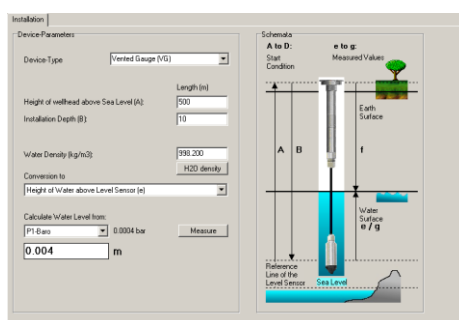 Installation
Device-Parameters
Device-Type
Vented Gauge (VG)
Length (m)
Height of wellhead above Sea Level (A):
500
Installation Depth (B):
10
Water Density (kg/m3):
998.200
H2O density
Conversion to
Height of Water above Level Sensor (e)
Calculate Water Level from:
P1-Baro
0.0004 bar
Measure
0.004
m
Schemata
A to D:
e to g:
Start
Condition
Measured Values
Earth
Surface
A
B
f
Water
Surface
e / g
Reference
Line of the
Level Sensor
Sea Level